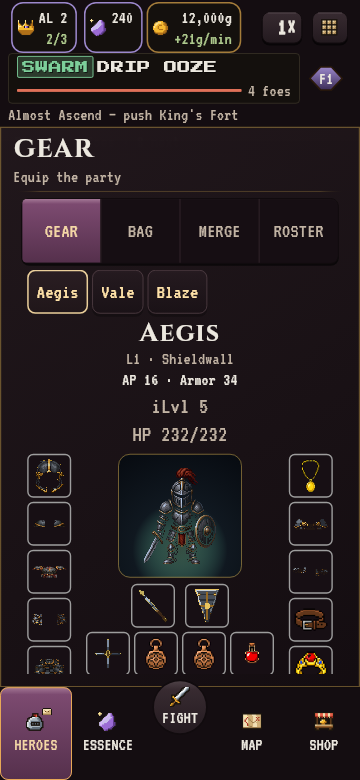 AL 2
2/3
240
12,000g
+21g/min
1X
SWARM DRIP OOZE
4 foes
F1
Almost Ascend – push King's Fort
GEAR
Equip the party
GEAR
BAG
MERGE
ROSTER
Aegis
Vale
Blaze
AEGIS
L1 · Shieldwall
AP 16 · Armor 34
iLvl 5
HP 232/232
HEROES
ESSENCE
FIGHT
MAP
SHOP